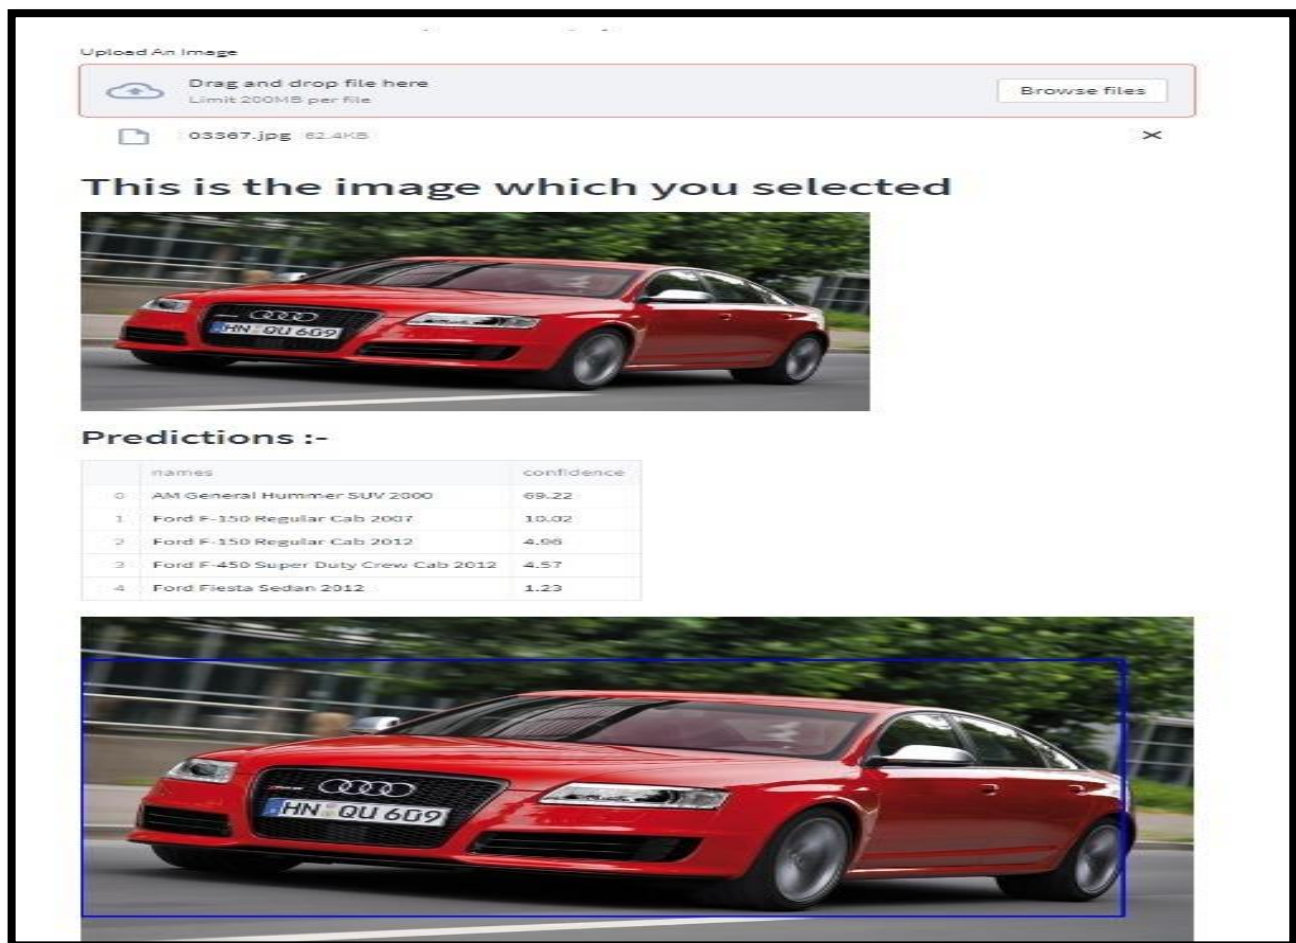 Upload An Image
Drag and drop file here
Limit 200MB per file
Browse files
03367.jpg 62.4KB
This is the image which you selected
HN QU 609
Predictions :-
names confidence
0 AM General Hummer SUV 2000 69.22
1 Ford F-150 Regular Cab 2007 10.02
2 Ford F-150 Regular Cab 2012 4.96
3 Ford F-450 Super Duty Crew Cab 2012 4.57
4 Ford Fiesta Sedan 2012 1.23
HN QU 609